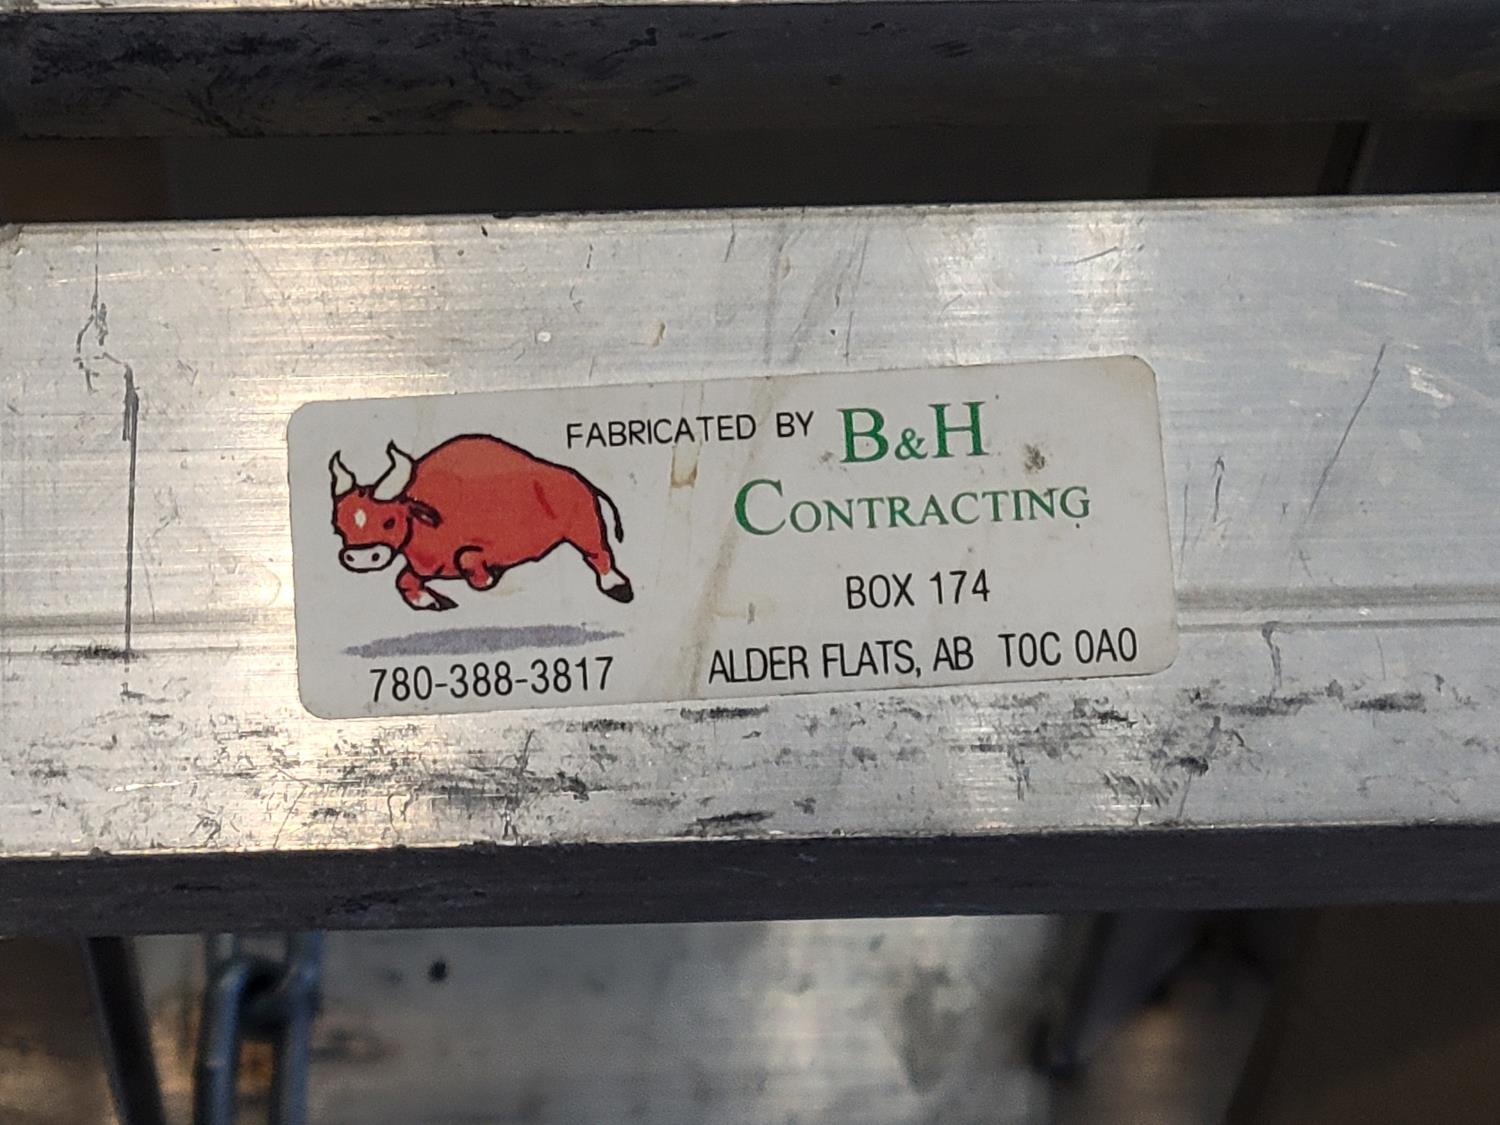 FABRICATED BY B&H
CONTRACTING
BOX 174
ALDER FLATS, AB T0C 0A0
780-388-3817